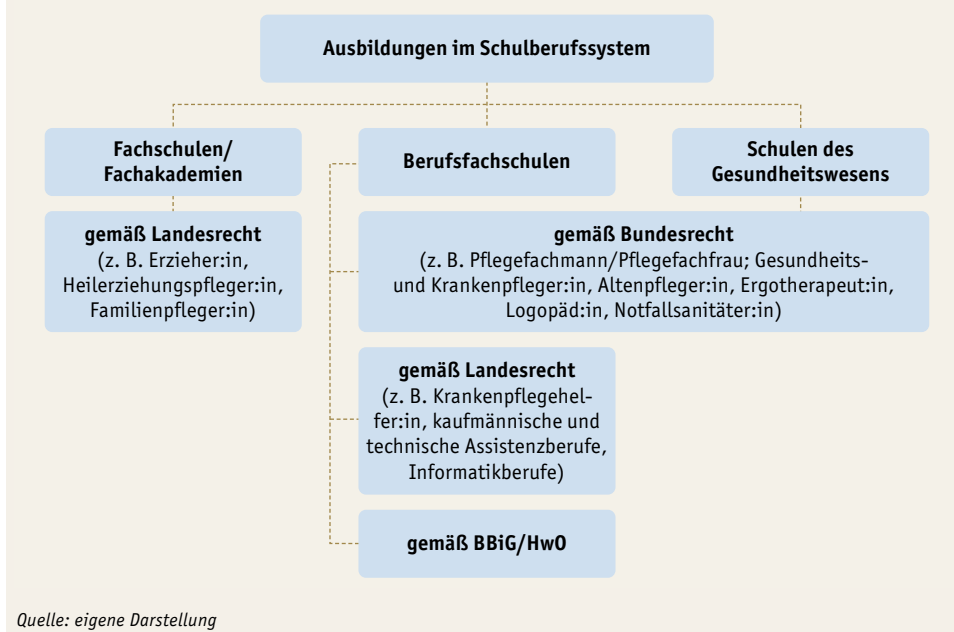 Ausbildungen im Schulberufssystem
Fachschulen/
Fachakademien
Berufsfachschulen
Schulen des
Gesundheitswesens
gemäß Landesrecht
(z. B. Erzieher:in,
Heilerziehungspfleger:in,
Familienpfleger:in)
gemäß Bundesrecht
(z. B. Pflegefachmann/Pflegefachfrau; Gesundheits-
und Krankenpfleger:in, Altenpfleger:in, Ergotherapeut:in,
Logopäd:in, Notfallsanitäter:in)
gemäß Landesrecht
(z. B. Krankenpflegehel-
fer:in, kaufmännische und
technische Assistenzberufe,
Informatikberufe)
gemäß BBiG/HwO
Quelle: eigene Darstellung